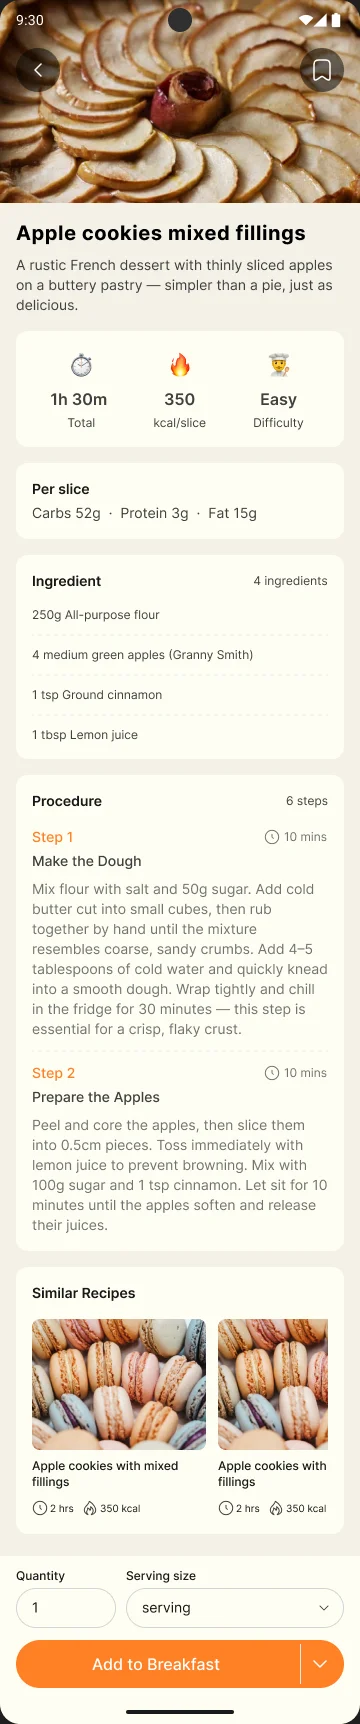 9:30
Apple cookies mixed fillings
A rustic French dessert with thinly sliced apples
on a buttery pastry — simpler than a pie, just as
delicious.
1h 30m
350
Easy
Total
kcal/slice
Difficulty
Per slice
Carbs 52g · Protein 3g · Fat 15g
Ingredient
4 ingredients
250g All-purpose flour
4 medium green apples (Granny Smith)
1 tsp Ground cinnamon
1 tbsp Lemon juice
Procedure
6 steps
Step 1
10 mins
Make the Dough
Mix flour with salt and 50g sugar. Add cold
butter cut into small cubes, then rub
together by hand until the mixture
resembles coarse, sandy crumbs. Add 4–5
tablespoons of cold water and quickly knead
into a smooth dough. Wrap tightly and chill
in the fridge for 30 minutes — this step is
essential for a crisp, flaky crust.
Step 2
10 mins
Prepare the Apples
Peel and core the apples, then slice them
into 0.5cm pieces. Toss immediately with
lemon juice to prevent browning. Mix with
100g sugar and 1 tsp cinnamon. Let sit for 10
minutes until the apples soften and release
their juices.
Similar Recipes
Apple cookies with mixed
fillings
2 hrs
350 kcal
Apple cookies with
fillings
2 hrs
350 kcal
Quantity
Serving size
1
serving
Add to Breakfast